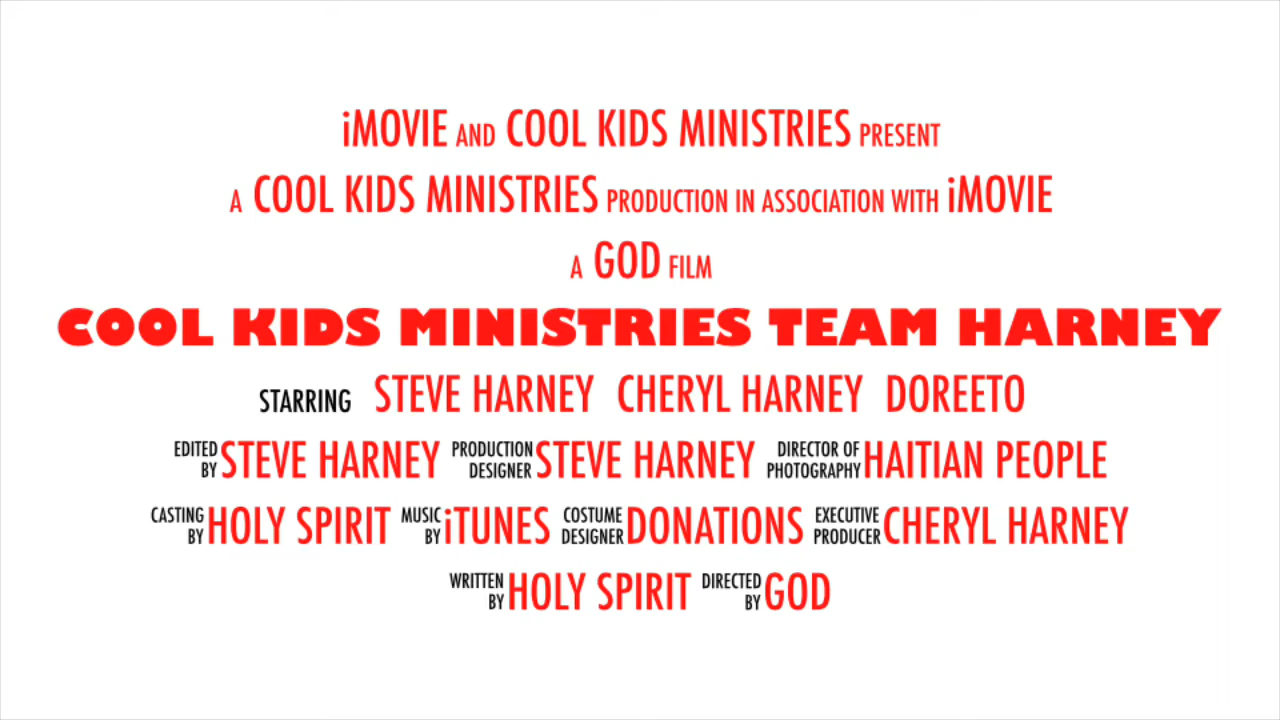 iMOVIE AND COOL KIDS MINISTRIES PRESENT
A COOL KIDS MINISTRIES PRODUCTION IN ASSOCIATION WITH iMOVIE
A GOD FILM
COOL KIDS MINISTRIES TEAM HARNEY
STARRING STEVE HARNEY CHERYL HARNEY DOREETO
EDITED BY STEVE HARNEY PRODUCTION DESIGNER STEVE HARNEY DIRECTOR OF PHOTOGRAPHY HAITIAN PEOPLE
CASTING BY HOLY SPIRIT MUSIC BY iTUNES COSTUME DESIGNER DONATIONS EXECUTIVE PRODUCER CHERYL HARNEY
WRITTEN BY HOLY SPIRIT DIRECTED BY GOD